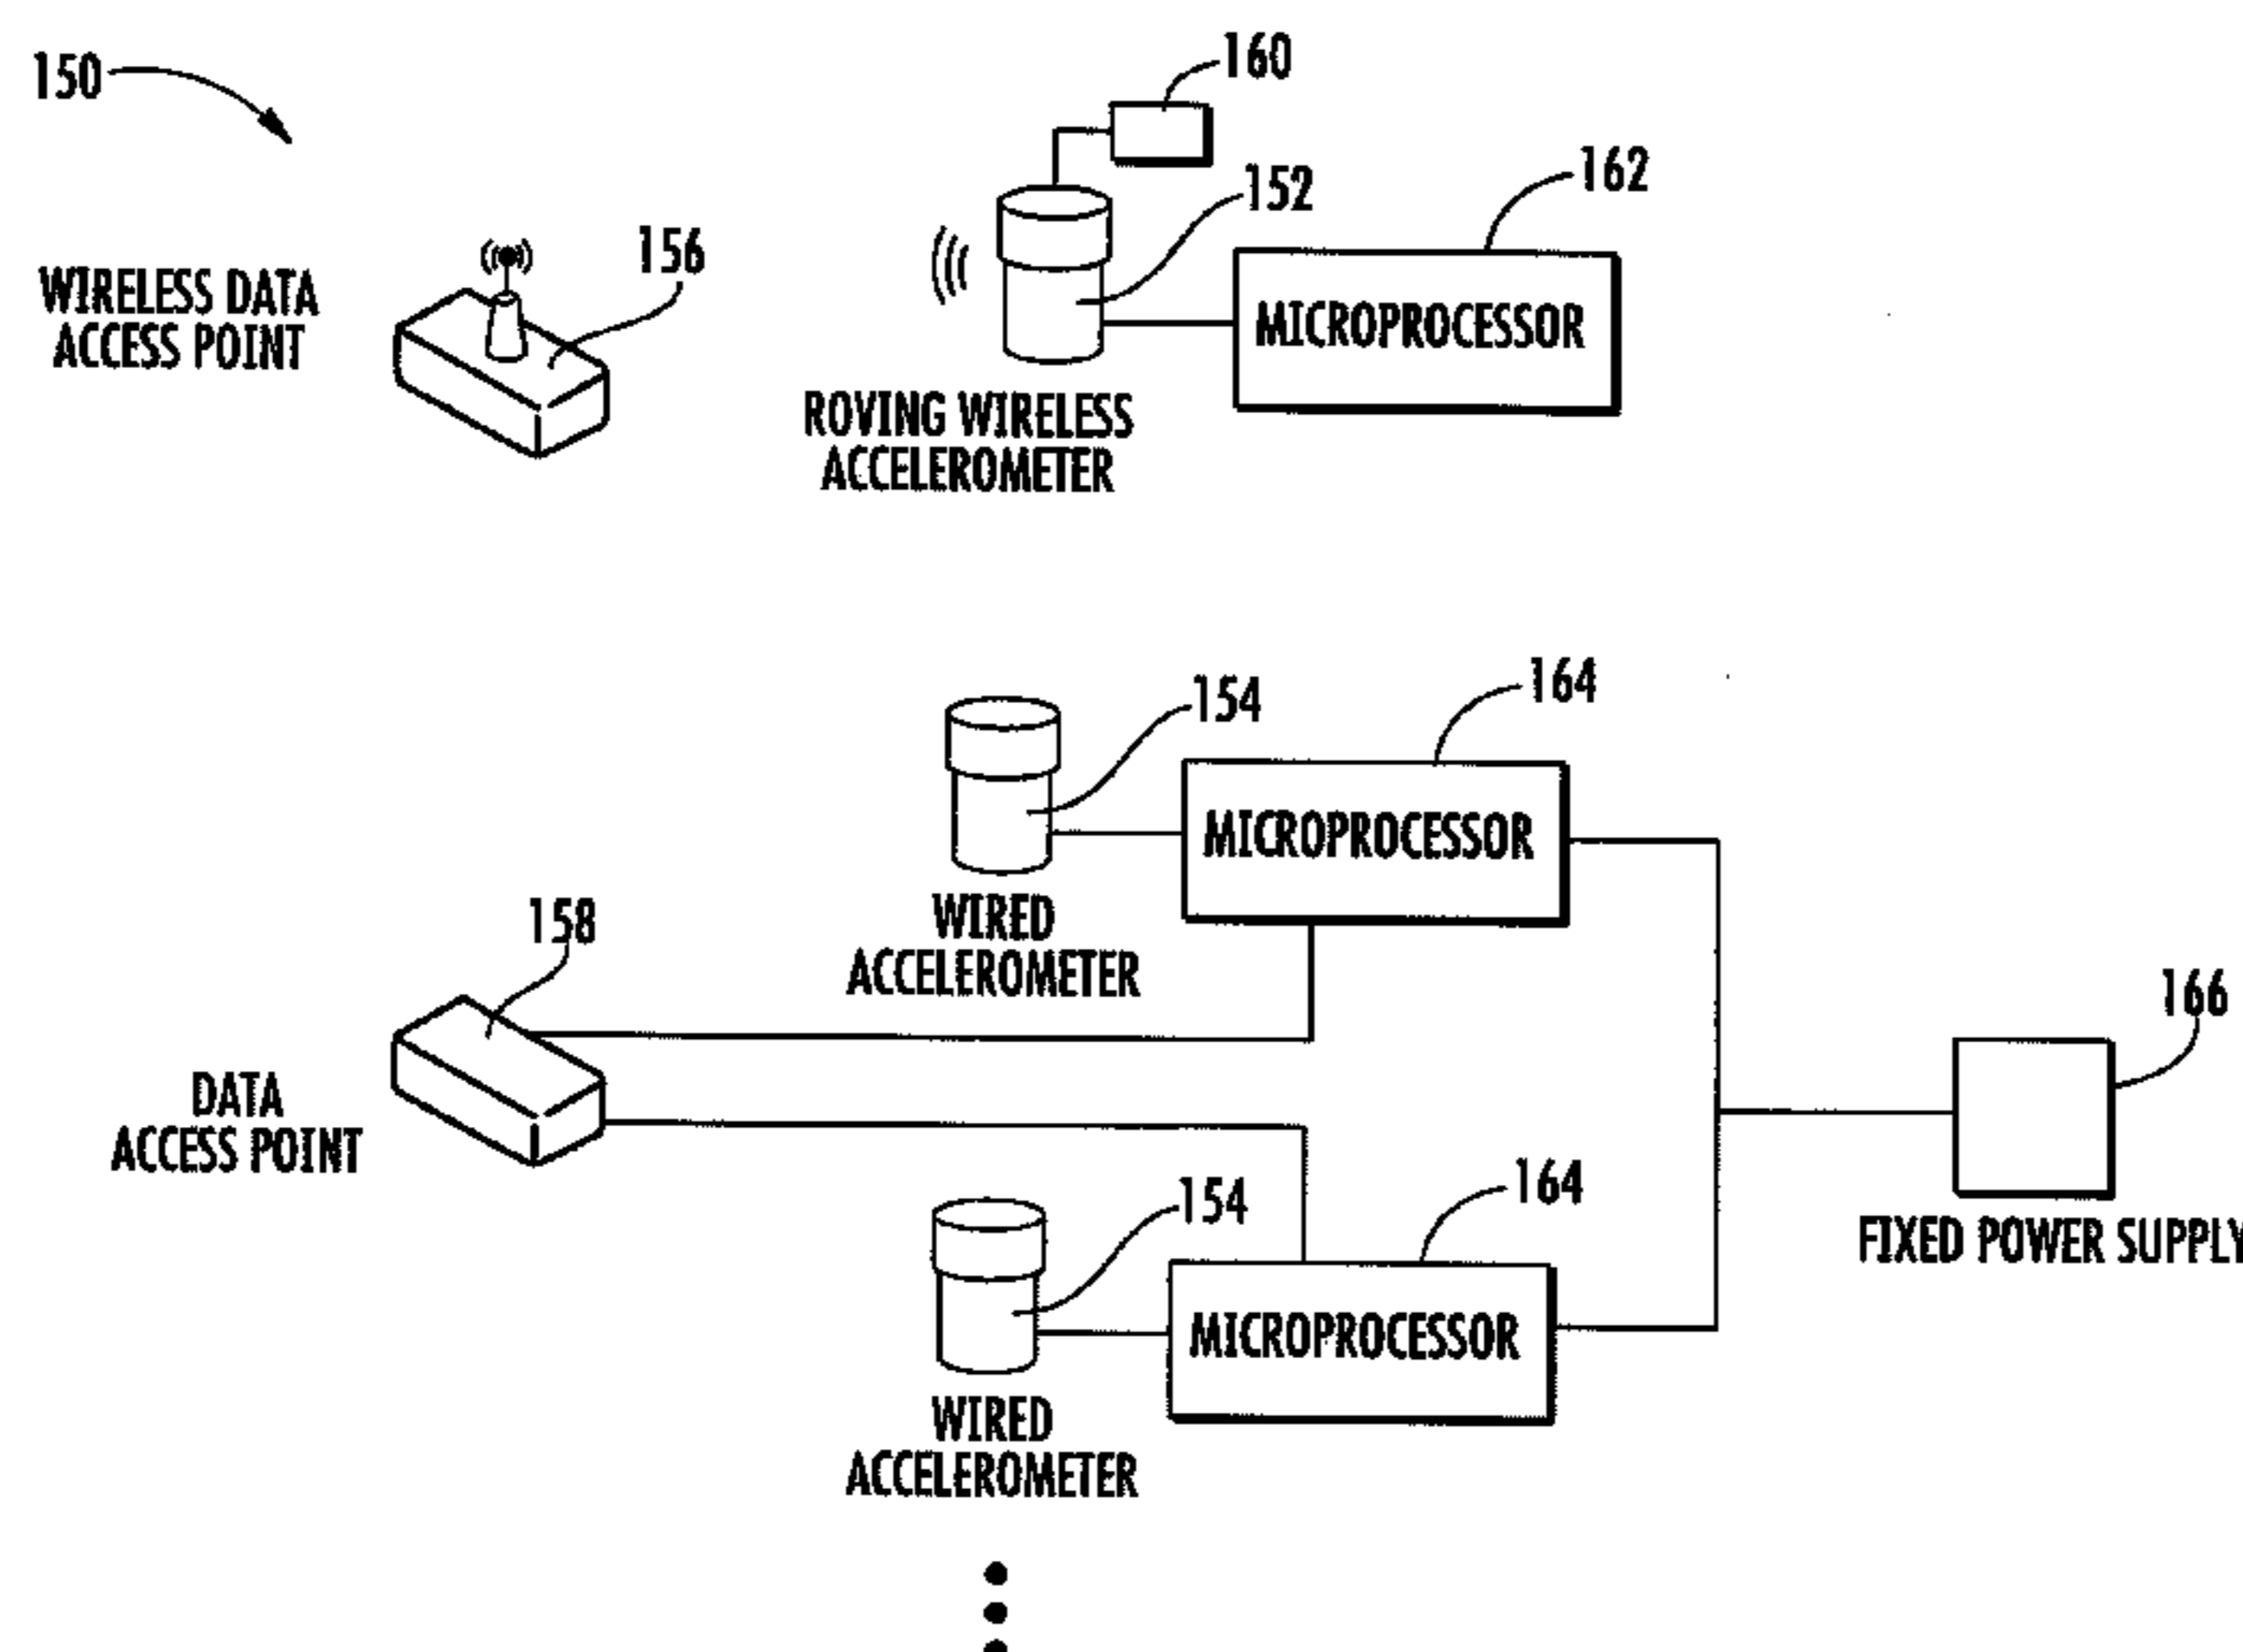 150
160
162
152
156
WIRELESS DATA
ACCESS POINT
MICROPROCESSOR
ROVING WIRELESS
ACCELEROMETER
164
154
MICROPROCESSOR
WIRED
ACCELEROMETER
158
166
DATA
ACCESS POINT
164
154
FIXED POWER SUPPLY
MICROPROCESSOR
WIRED
ACCELEROMETER